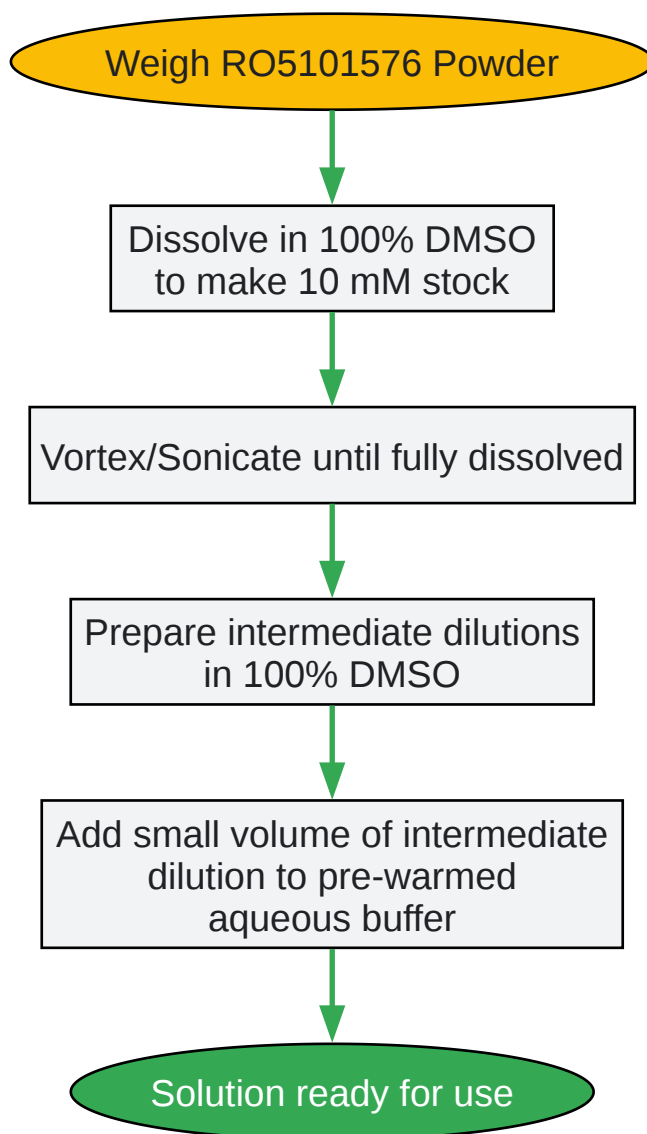 Weigh RO5101576 Powder
Dissolve in 100% DMSO
to make 10 mM stock
Vortex/Sonicate until fully dissolved
Prepare intermediate dilutions
in 100% DMSO
Add small volume of intermediate
dilution to pre-warmed
aqueous buffer
Solution ready for use